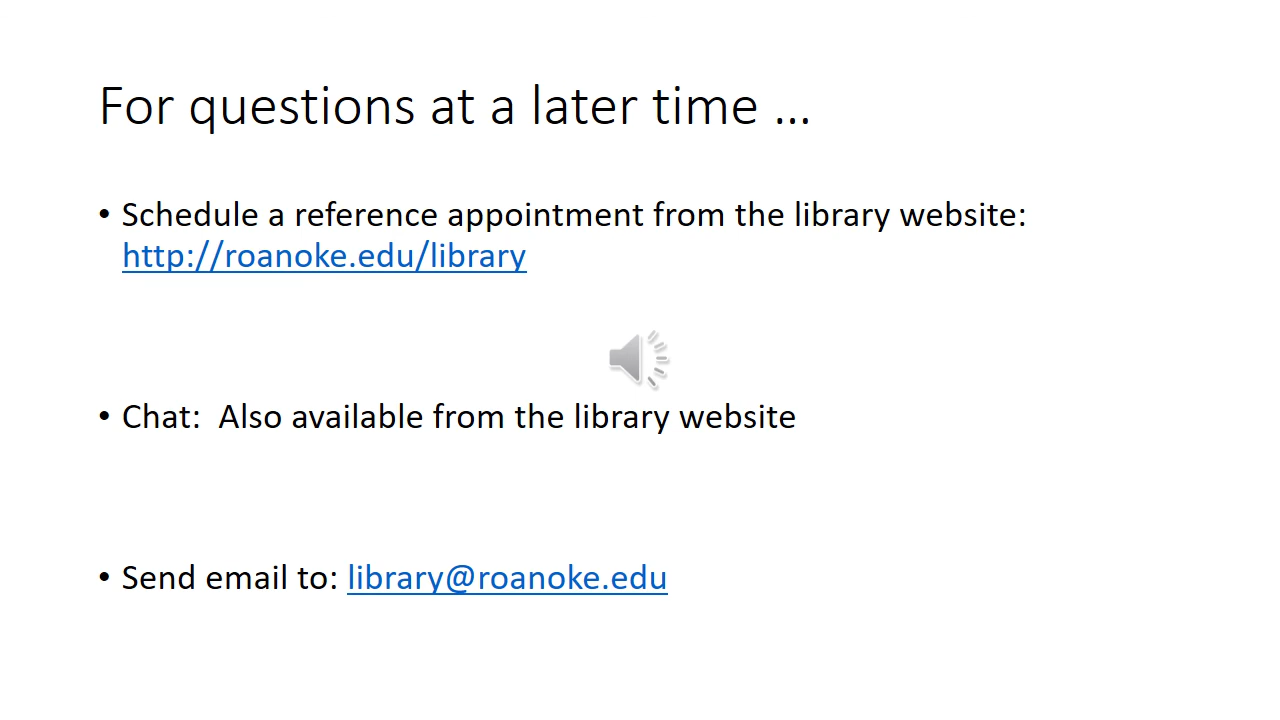 For questions at a later time ...
• Schedule a reference appointment from the library website:
http://roanoke.edu/library
• Chat:  Also available from the library website
• Send email to: library@roanoke.edu